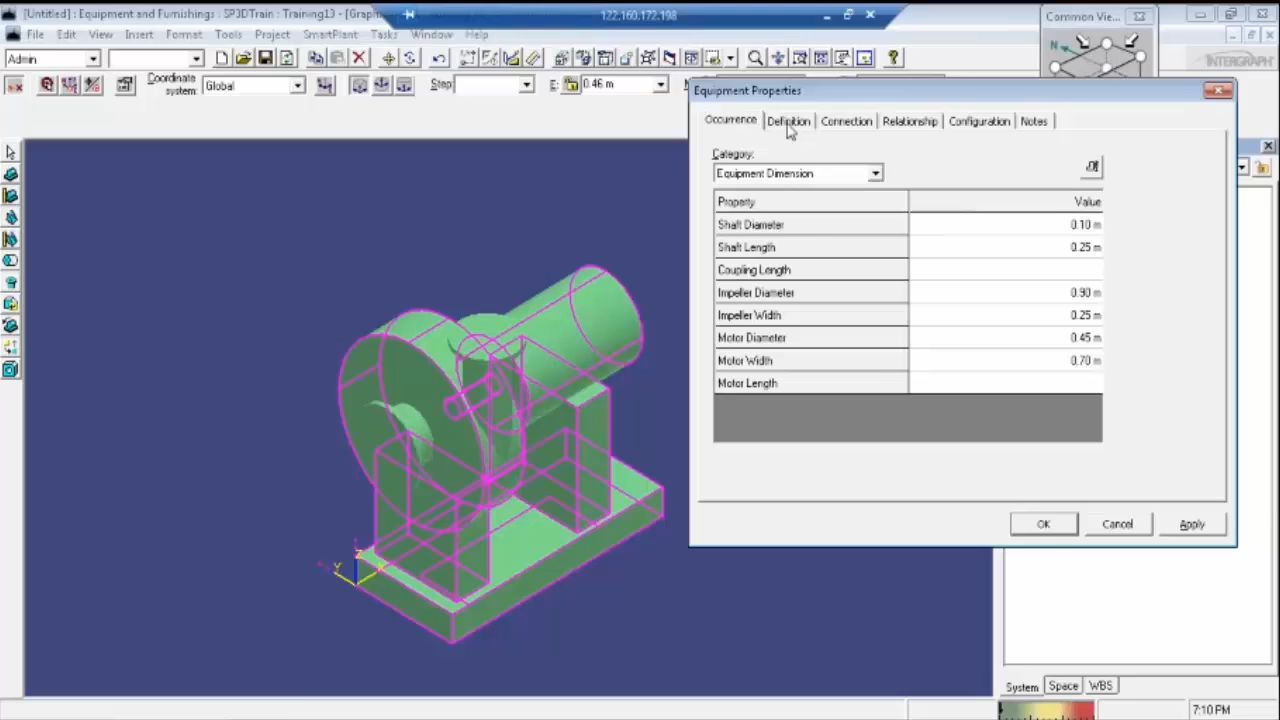 [Untitled] : Equipment and Furnishings : SP3DTrain : Training13 - [Graph
122.160.172.198
Common Vie...
File Edit View Insert Format Tools Project SmartPlant Tasks Window Help
Admin
N
INTERGRAPH
Coordinate system: Global
Step
E: 0.46 m
Equipment Properties
Occurrence Definition Connection Relationship Configuration Notes
Category:
Equipment Dimension
Property Value
Shaft Diameter 0.10 m
Shaft Length 0.25 m
Coupling Length
Impeller Diameter 0.90 m
Impeller Width 0.25 m
Motor Diameter 0.45 m
Motor Width 0.70 m
Motor Length
OK Cancel Apply
Z
Y X
System Space WBS
7:10 PM